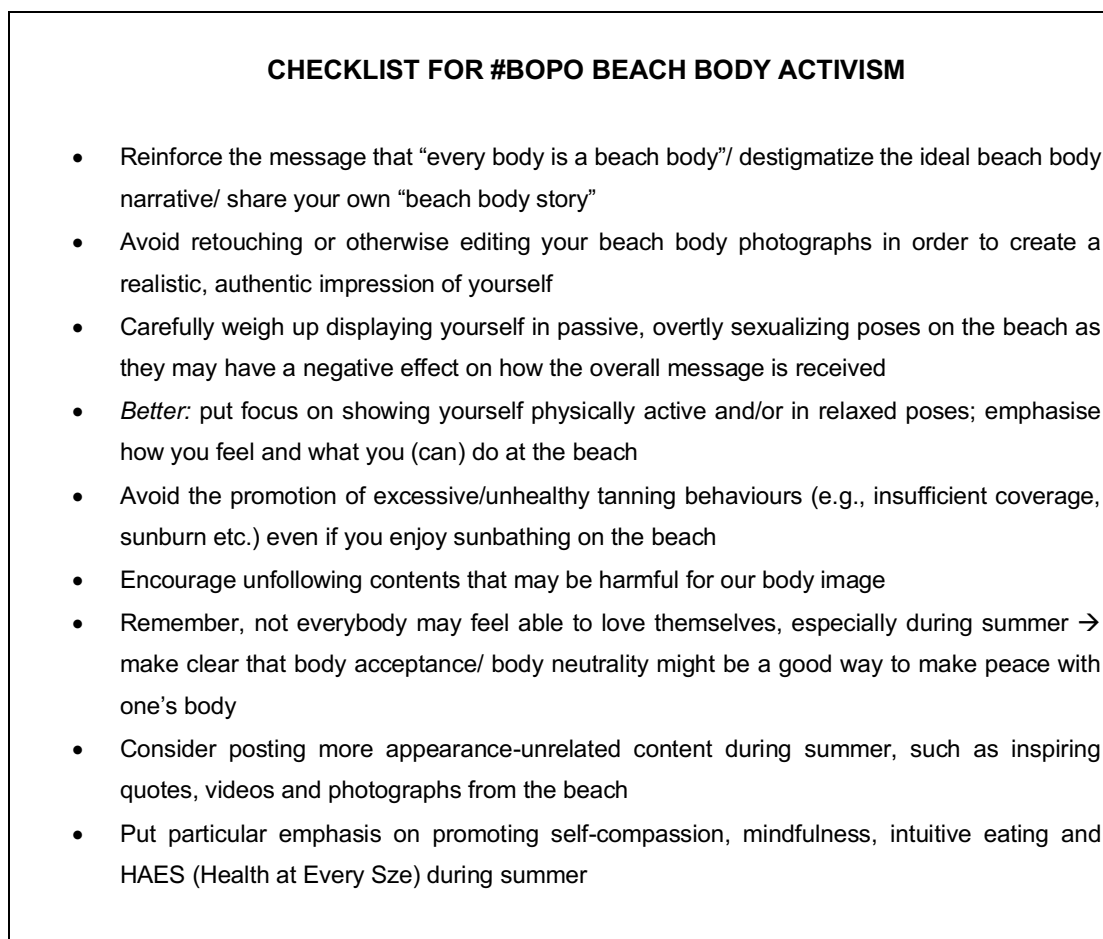 CHECKLIST FOR #BOPO BEACH BODY ACTIVISM
• Reinforce the message that “every body is a beach body”/ destigmatize the ideal beach body
narrative/ share your own “beach body story”
• Avoid retouching or otherwise editing your beach body photographs in order to create a
realistic, authentic impression of yourself
• Carefully weigh up displaying yourself in passive, overtly sexualizing poses on the beach as
they may have a negative effect on how the overall message is received
• Better: put focus on showing yourself physically active and/or in relaxed poses; emphasise
how you feel and what you (can) do at the beach
• Avoid the promotion of excessive/unhealthy tanning behaviours (e.g., insufficient coverage,
sunburn etc.) even if you enjoy sunbathing on the beach
• Encourage unfollowing contents that may be harmful for our body image
• Remember, not everybody may feel able to love themselves, especially during summer →
make clear that body acceptance/ body neutrality might be a good way to make peace with
one’s body
• Consider posting more appearance-unrelated content during summer, such as inspiring
quotes, videos and photographs from the beach
• Put particular emphasis on promoting self-compassion, mindfulness, intuitive eating and
HAES (Health at Every Sze) during summer